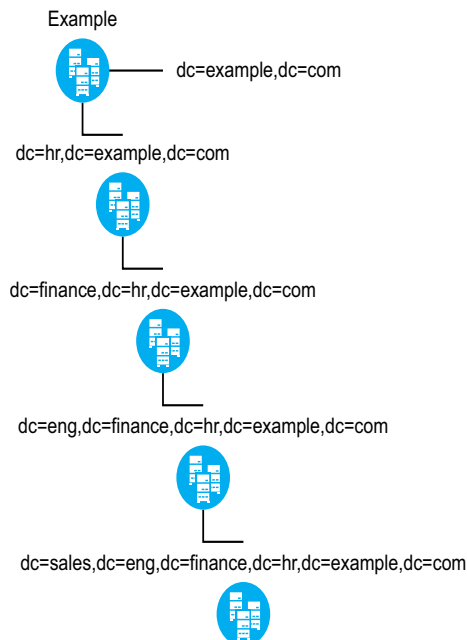 Example
dc=example,dc=com
dc=hr,dc=example,dc=com
dc=finance,dc=hr,dc=example,dc=com
dc=eng,dc=finance,dc=hr,dc=example,dc=com
dc=sales,dc=eng,dc=finance,dc=hr,dc=example,dc=com